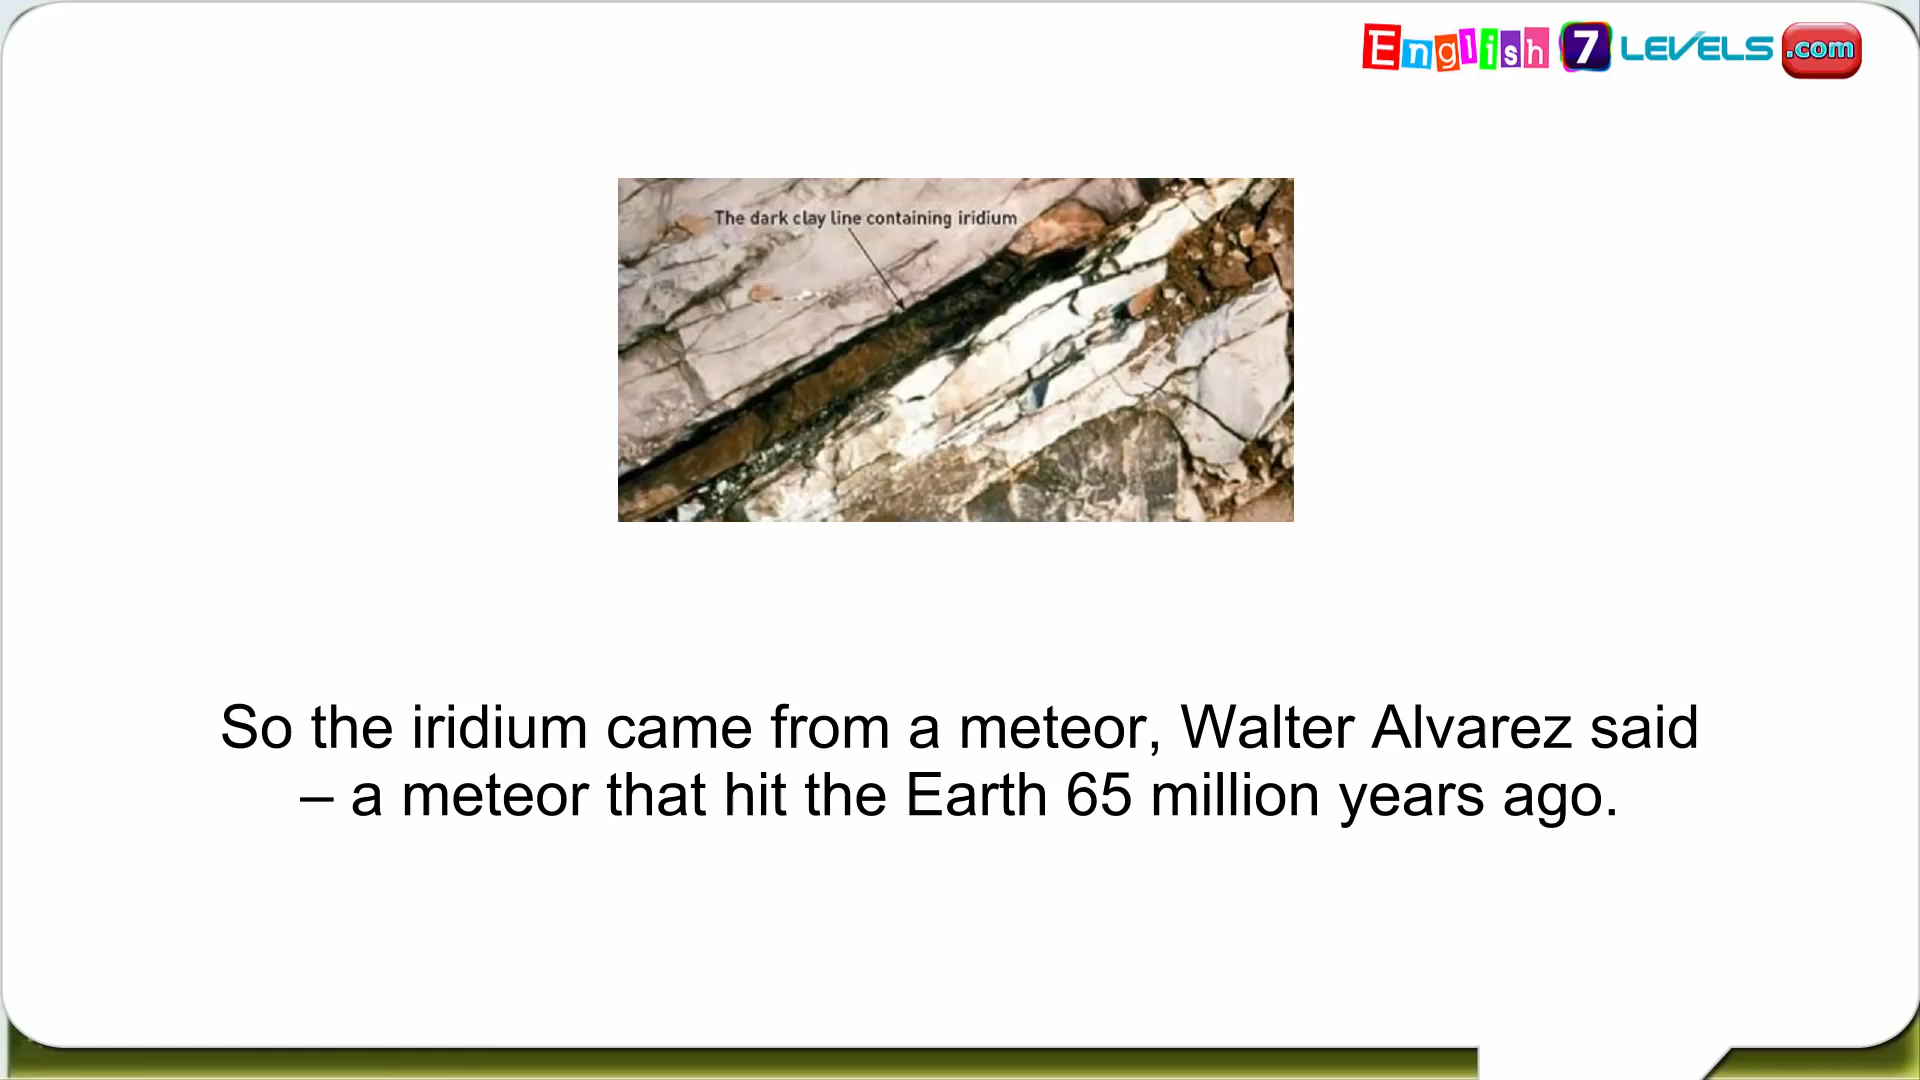 English 7 LEVELS .com
The dark clay line containing iridium
So the iridium came from a meteor, Walter Alvarez said
– a meteor that hit the Earth 65 million years ago.